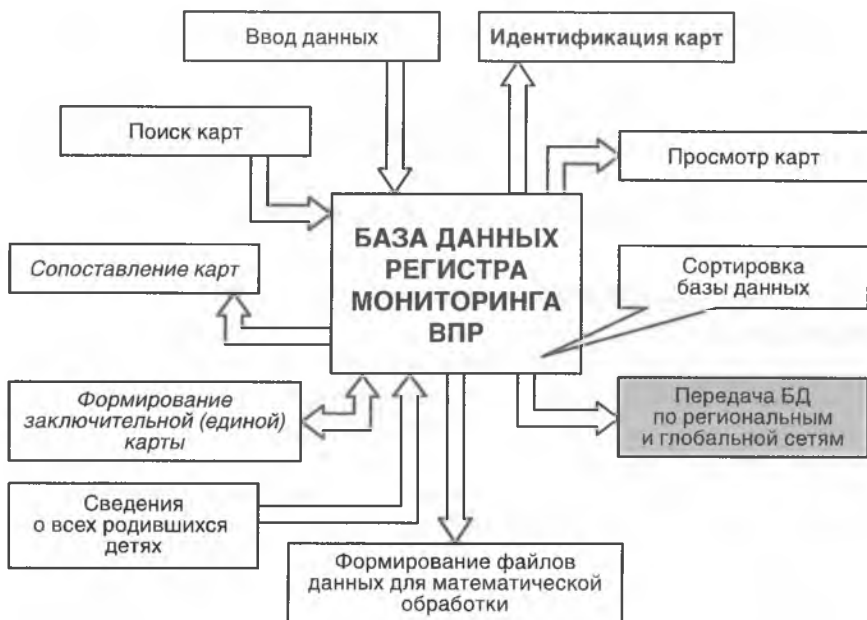 Ввод данных
Идентификация карт
Поиск карт
Просмотр карт
БАЗА ДАННЫХ
РЕГИСТРА
МОНИТОРИНГА
ВПР
Сопоставление карт
Сортировка
базы данных
Формирование
заключительной (единой)
карты
Передача БД
по региональным
и глобальной сетям
Сведения
о всех родившихся
детях
Формирование файлов
данных для математической
обработки